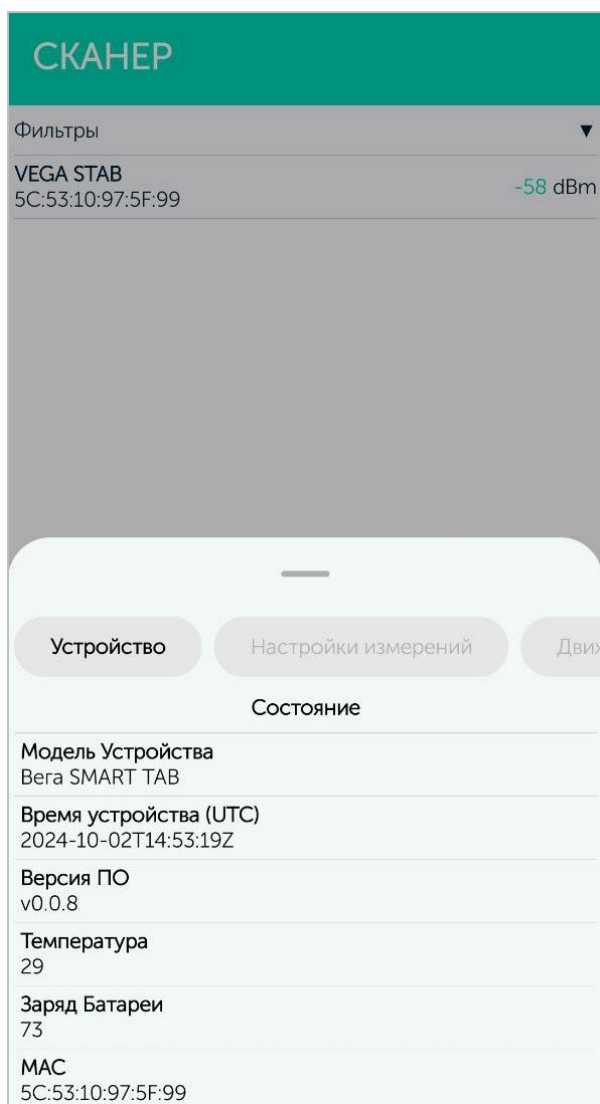 СКАНЕР
Фильтры ▼
VEGA STAB
5C:53:10:97:5F:99
-58 dBm
Устройство Настройки измерений Движ
Состояние
Модель Устройства
Вега SMART TAB
Время устройства (UTC)
2024-10-02T14:53:19Z
Версия ПО
v0.0.8
Температура
29
Заряд Батареи
73
MAC
5C:53:10:97:5F:99